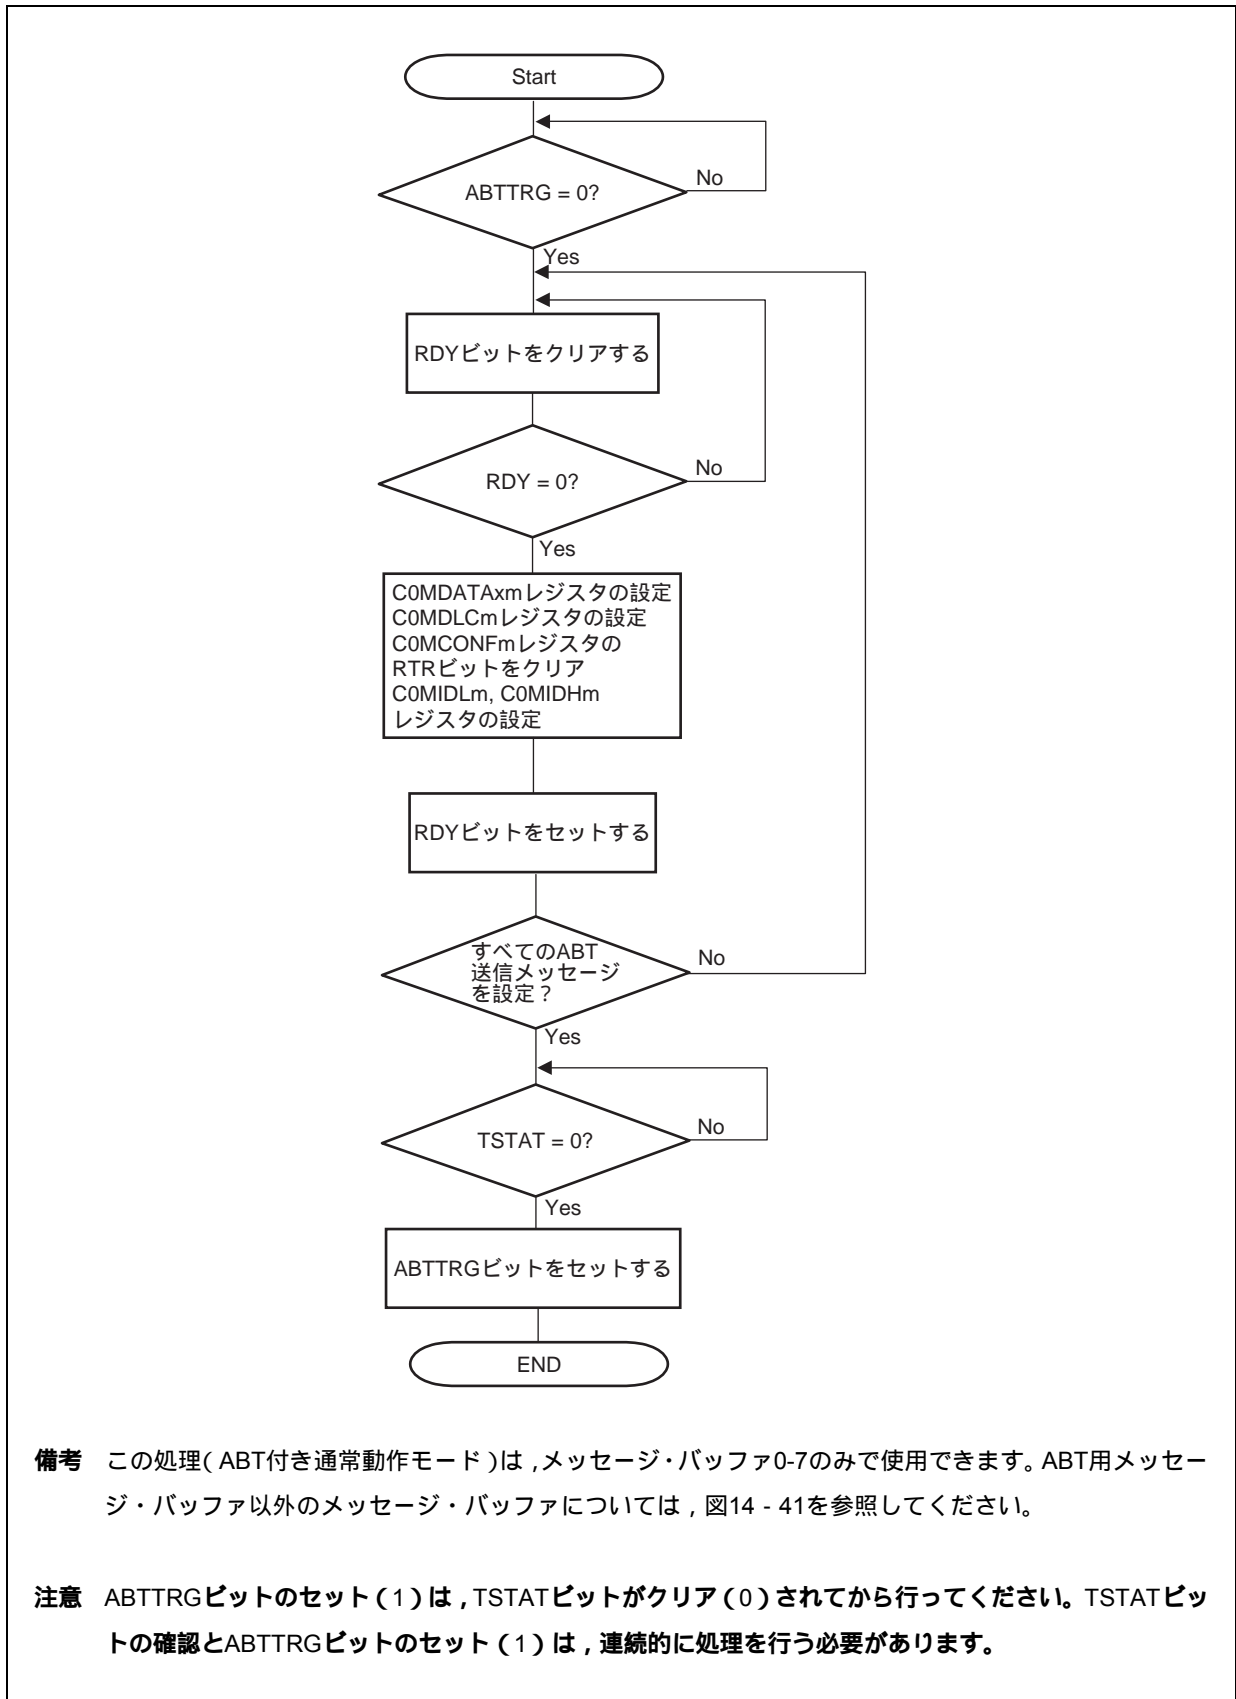 Start
ABTTRG = 0?
No
Yes
RDYビットをクリアする
RDY = 0?
No
Yes
C0MDATAxmレジスタの設定
C0MDLCmレジスタの設定
C0MCONFmレジスタの
RTRビットをクリア
C0MIDLm, C0MIDHm
レジスタの設定
RDYビットをセットする
すべてのABT
送信メッセージ
を設定？
No
Yes
TSTAT = 0?
No
Yes
ABTTRGビットをセットする
END
備考 この処理（ABT付き通常動作モード）は，メッセージ・バッファ0-7のみで使用できます。ABT用メッセー
ジ・バッファ以外のメッセージ・バッファについては，図14－41を参照してください。
注意 ABTTRGビットのセット（1）は，TSTATビットがクリア（0）されてから行ってください。TSTATビッ
トの確認とABTTRGビットのセット（1）は，連続的に処理を行う必要があります。